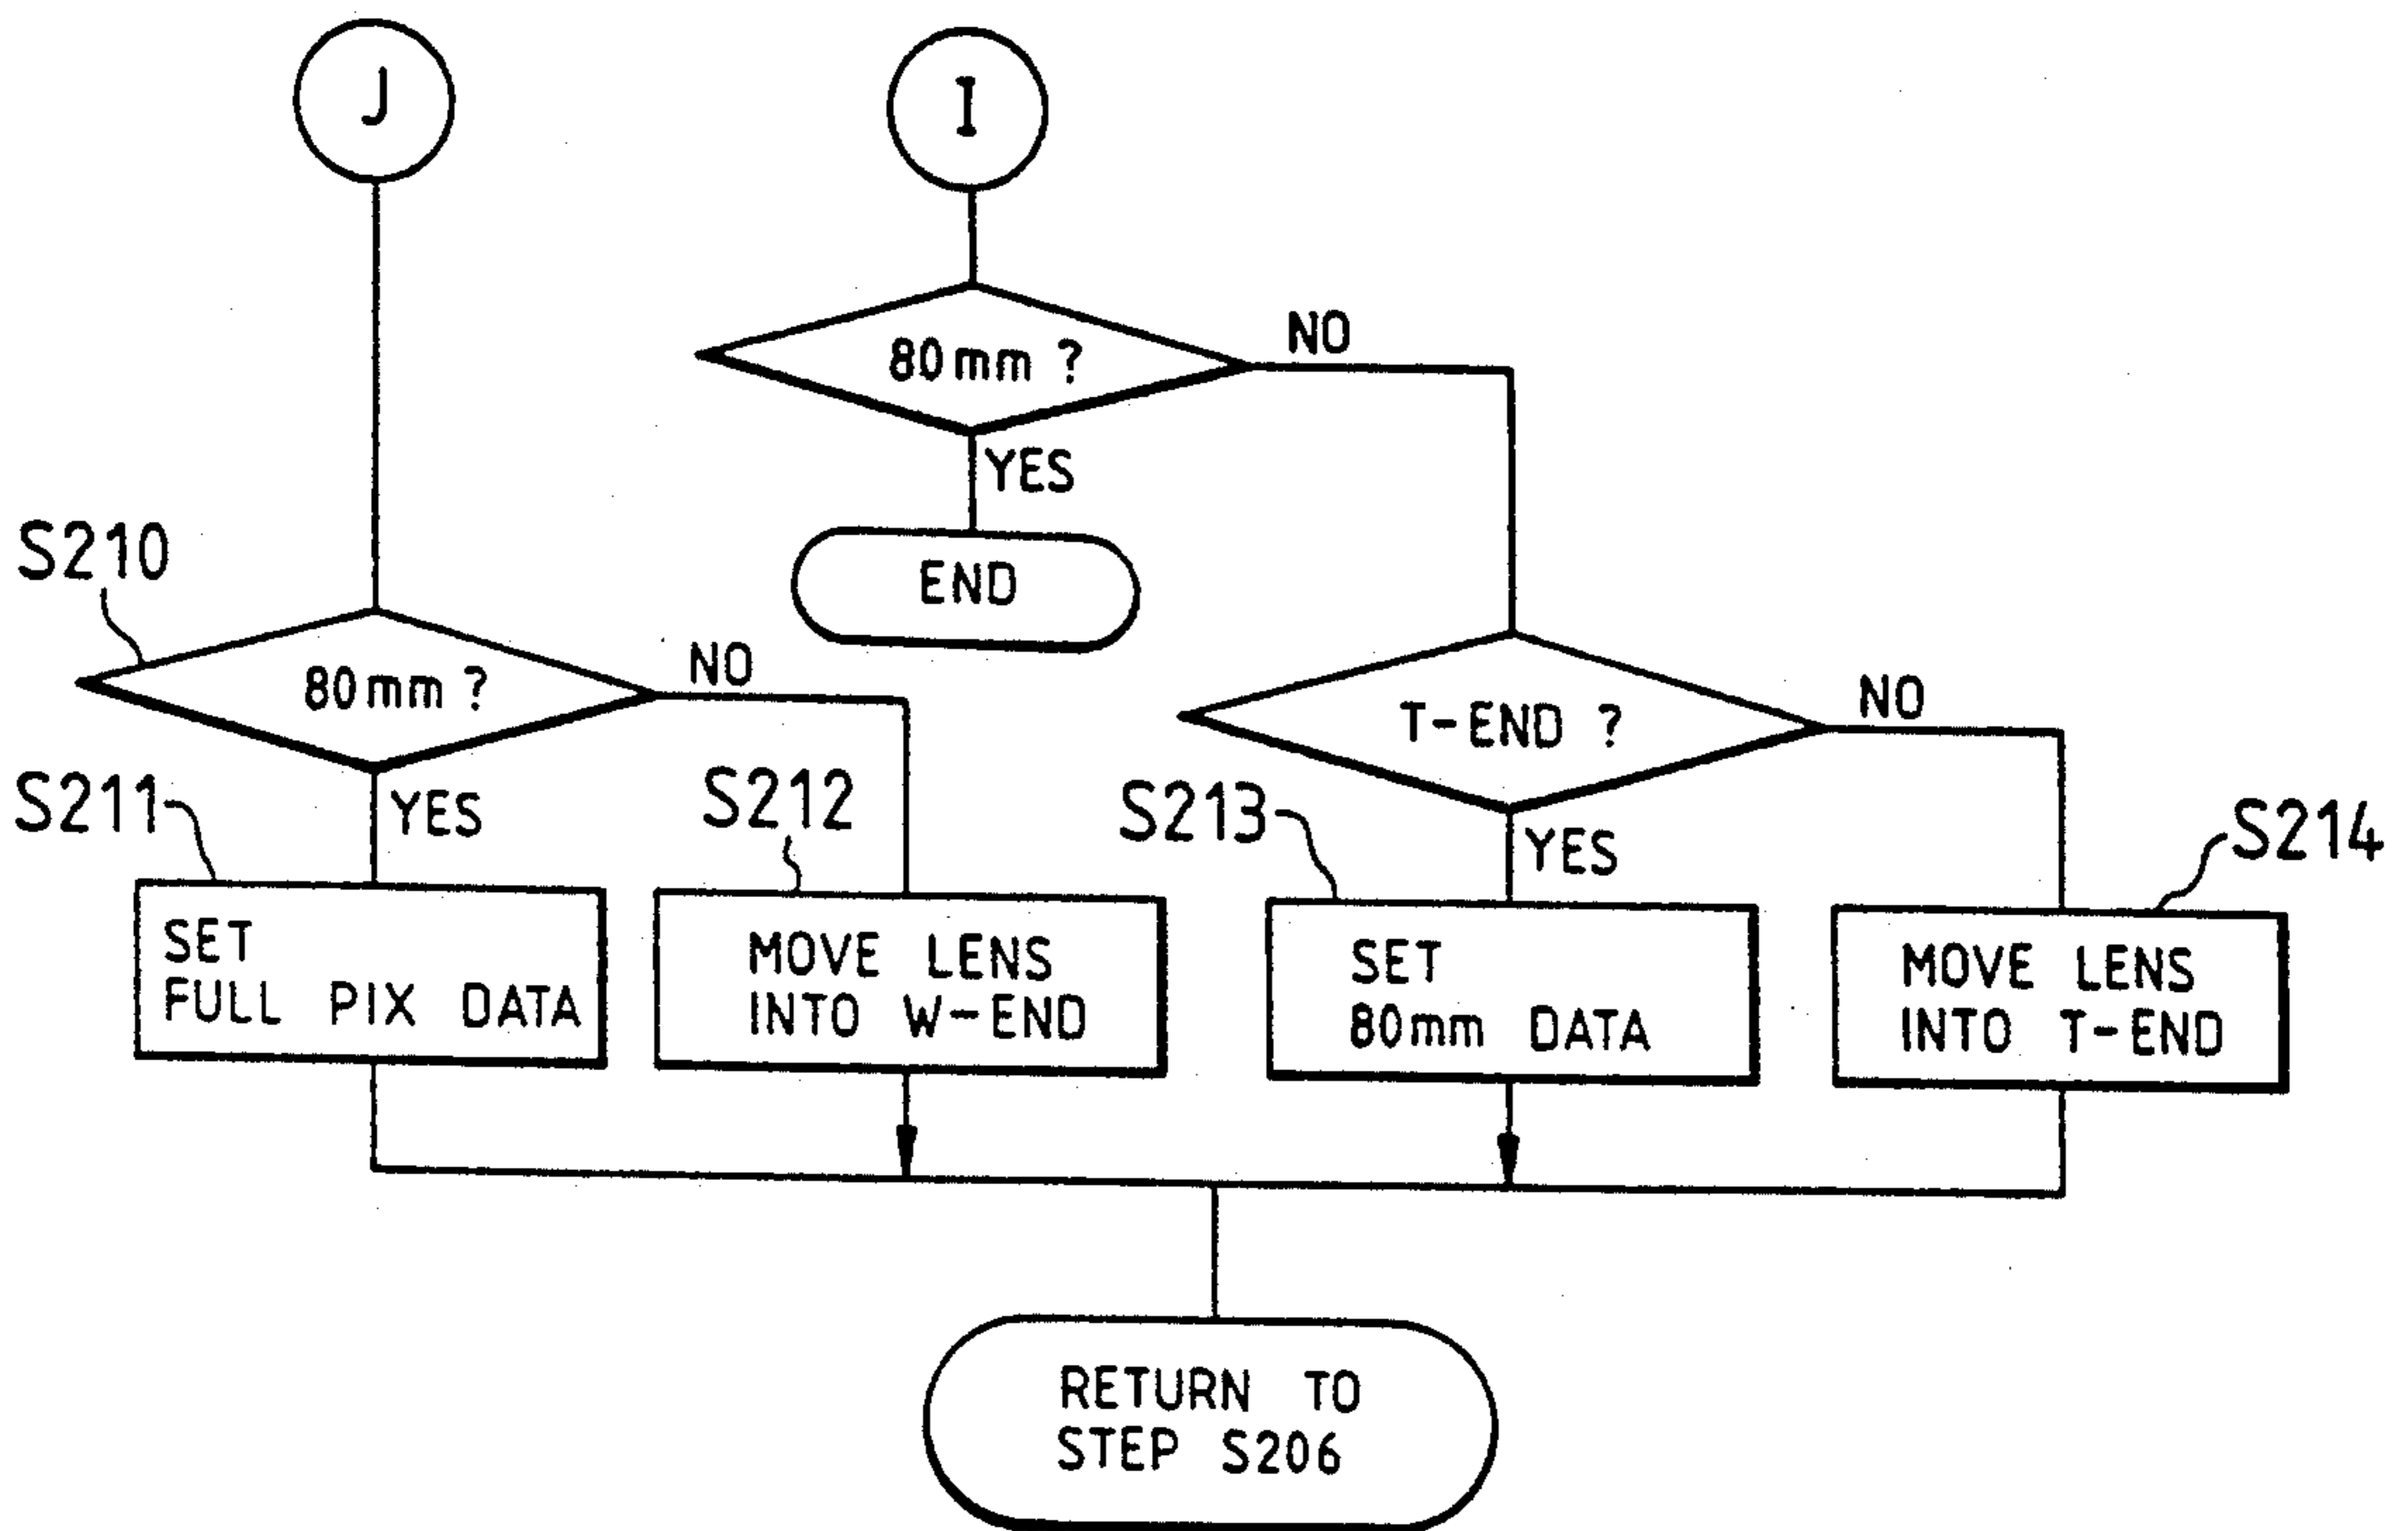 J
I
80mm ?
NO
YES
END
S210
80mm ?
NO
YES
T-END ?
NO
YES
S211
SET
FULL PIX DATA
S212
MOVE LENS
INTO W-END
S213
SET
80mm DATA
S214
MOVE LENS
INTO T-END
RETURN TO
STEP S206